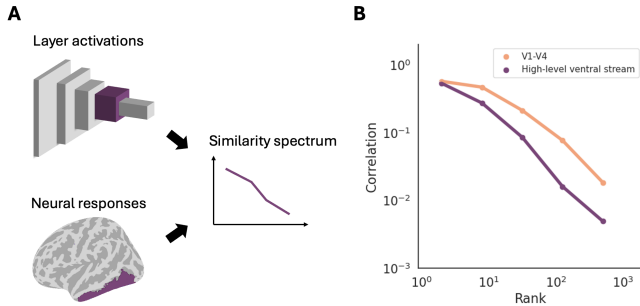 A
Layer activations
Neural responses
Similarity spectrum
B
V1-V4
High-level ventral stream
Correlation
10⁰
10⁻¹
10⁻²
10⁻³
10⁰
10¹
10²
10³
Rank